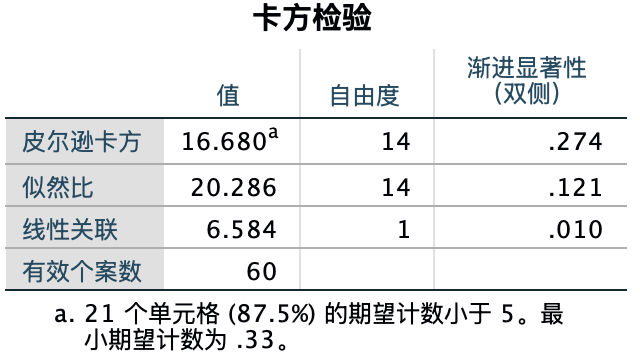 卡方检验
值 自由度 渐进显著性
(双侧)
皮尔逊卡方 16.680a 14 .274
似然比 20.286 14 .121
线性关联 6.584 1 .010
有效个案数 60
a. 21 个单元格 (87.5%) 的期望计数小于 5。最
小期望计数为 .33。